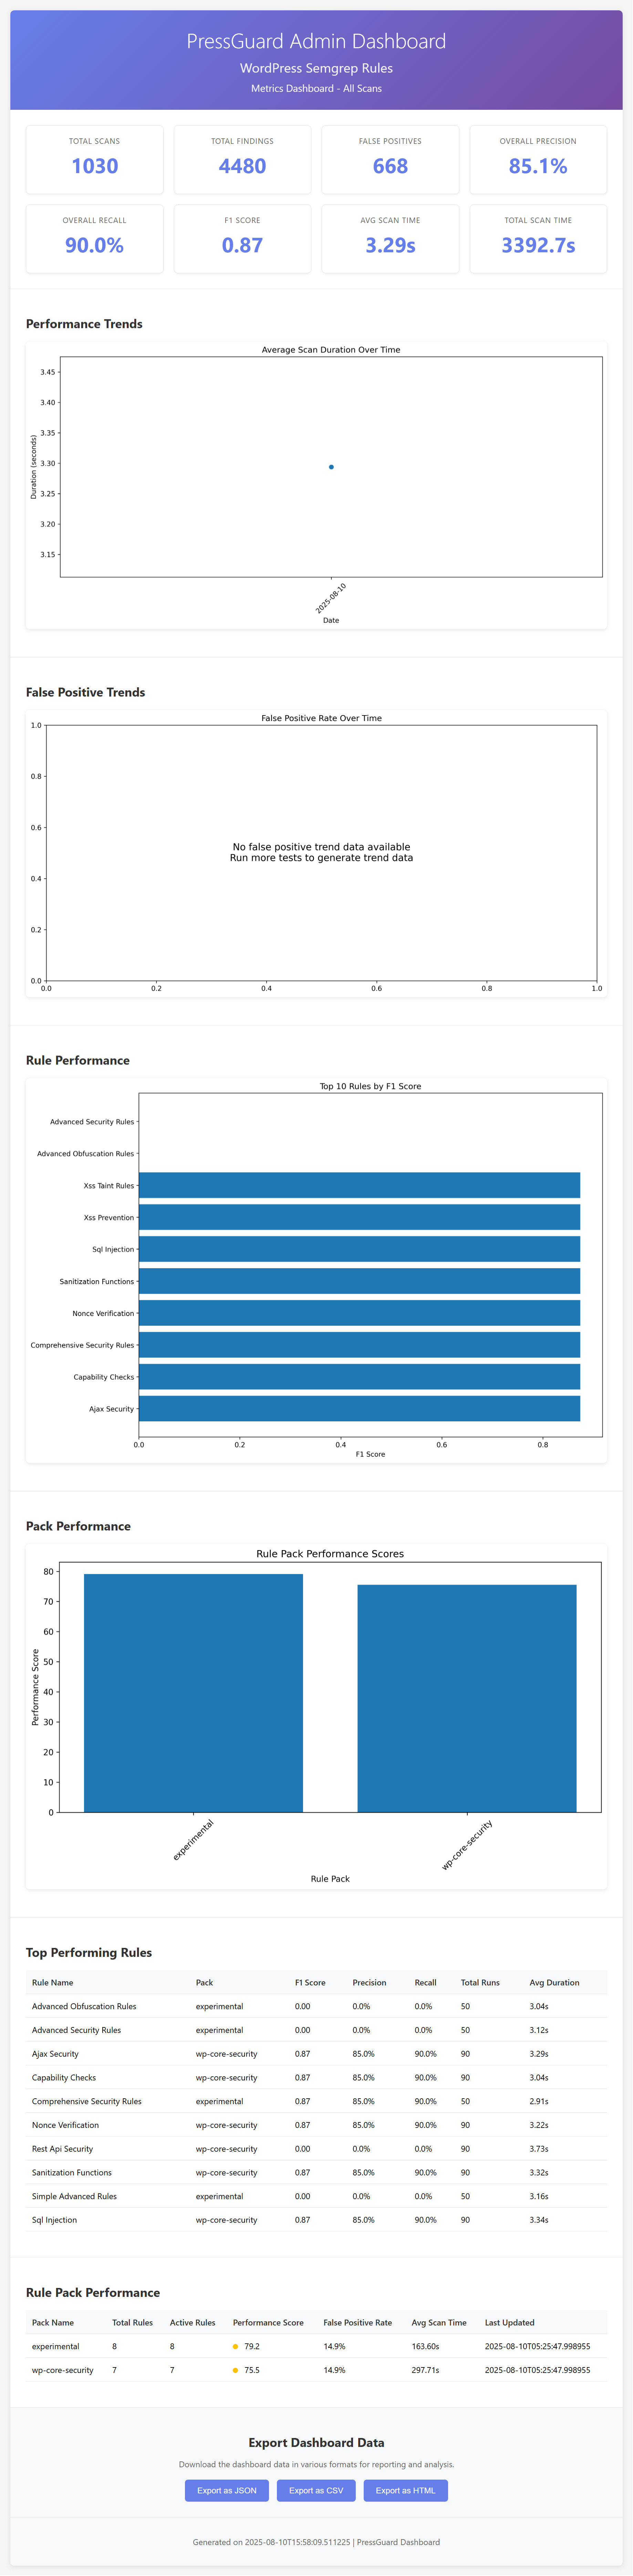 PressGuard Admin Dashboard
WordPress Semgrep Rules
Metrics Dashboard - All Scans
TOTAL SCANS
1030
TOTAL FINDINGS
4480
FALSE POSITIVES
668
OVERALL PRECISION
85.1%
OVERALL RECALL
90.0%
F1 SCORE
0.87
AVG SCAN TIME
3.29s
TOTAL SCAN TIME
3392.7s
Performance Trends
Average Scan Duration Over Time
3.45
3.40
3.35
3.30
3.25
3.20
3.15
Duration (seconds)
2025-08-10
Date
False Positive Trends
False Positive Rate Over Time
1.0
0.8
0.6
0.4
0.2
0.0
No false positive trend data available
Run more tests to generate trend data
0.0 0.2 0.4 0.6 0.8 1.0
Rule Performance
Top 10 Rules by F1 Score
Advanced Security Rules
Advanced Obfuscation Rules
Xss Taint Rules
Xss Prevention
Sql Injection
Sanitization Functions
Nonce Verification
Comprehensive Security Rules
Capability Checks
Ajax Security
0.0 0.2 0.4 0.6 0.8
F1 Score
Pack Performance
Rule Pack Performance Scores
80
70
60
50
40
30
20
10
0
Performance Score
experimental
wp-core-security
Rule Pack
Top Performing Rules
Rule Name Pack F1 Score Precision Recall Total Runs Avg Duration
Advanced Obfuscation Rules experimental 0.00 0.0% 0.0% 50 3.04s
Advanced Security Rules experimental 0.00 0.0% 0.0% 50 3.12s
Ajax Security wp-core-security 0.87 85.0% 90.0% 90 3.29s
Capability Checks wp-core-security 0.87 85.0% 90.0% 90 3.04s
Comprehensive Security Rules experimental 0.87 85.0% 90.0% 50 2.91s
Nonce Verification wp-core-security 0.87 85.0% 90.0% 90 3.22s
Rest Api Security wp-core-security 0.00 0.0% 0.0% 90 3.73s
Sanitization Functions wp-core-security 0.87 85.0% 90.0% 90 3.32s
Simple Advanced Rules experimental 0.00 0.0% 0.0% 50 3.16s
Sql Injection wp-core-security 0.87 85.0% 90.0% 90 3.34s
Rule Pack Performance
Pack Name Total Rules Active Rules Performance Score False Positive Rate Avg Scan Time Last Updated
experimental 8 8 79.2 14.9% 163.60s 2025-08-10T05:25:47.998955
wp-core-security 7 7 75.5 14.9% 297.71s 2025-08-10T05:25:47.998955
Export Dashboard Data
Download the dashboard data in various formats for reporting and analysis.
Export as JSON Export as CSV Export as HTML
Generated on 2025-08-10T15:58:09.511225 | PressGuard Dashboard